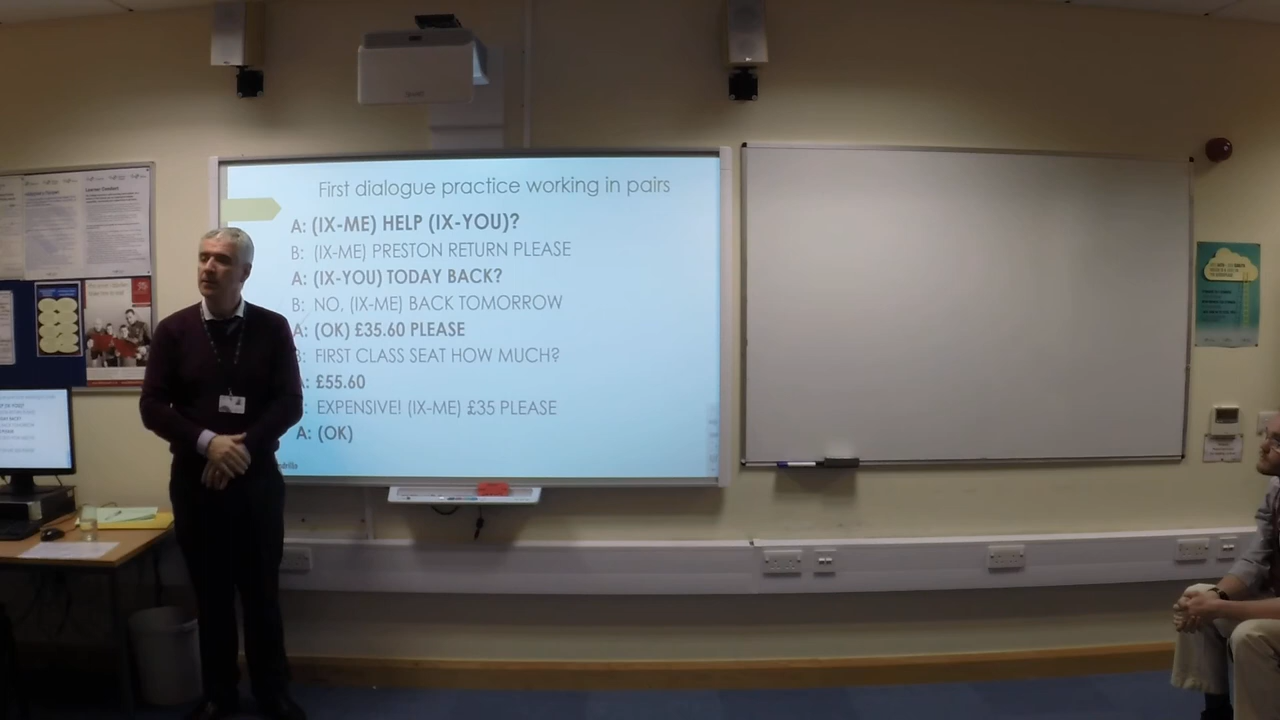 First dialogue practice working in pairs
A: (IX-ME) HELP (IX-YOU)?
B: (IX-ME) PRESTON RETURN PLEASE
A: (IX-YOU) TODAY BACK?
B: NO, (IX-ME) BACK TOMORROW
A: (OK) £35.60 PLEASE
B: FIRST CLASS SEAT HOW MUCH?
A: £55.60
: EXPENSIVE! (IX-ME) £35 PLEASE
A: (OK)
Learner Conduct